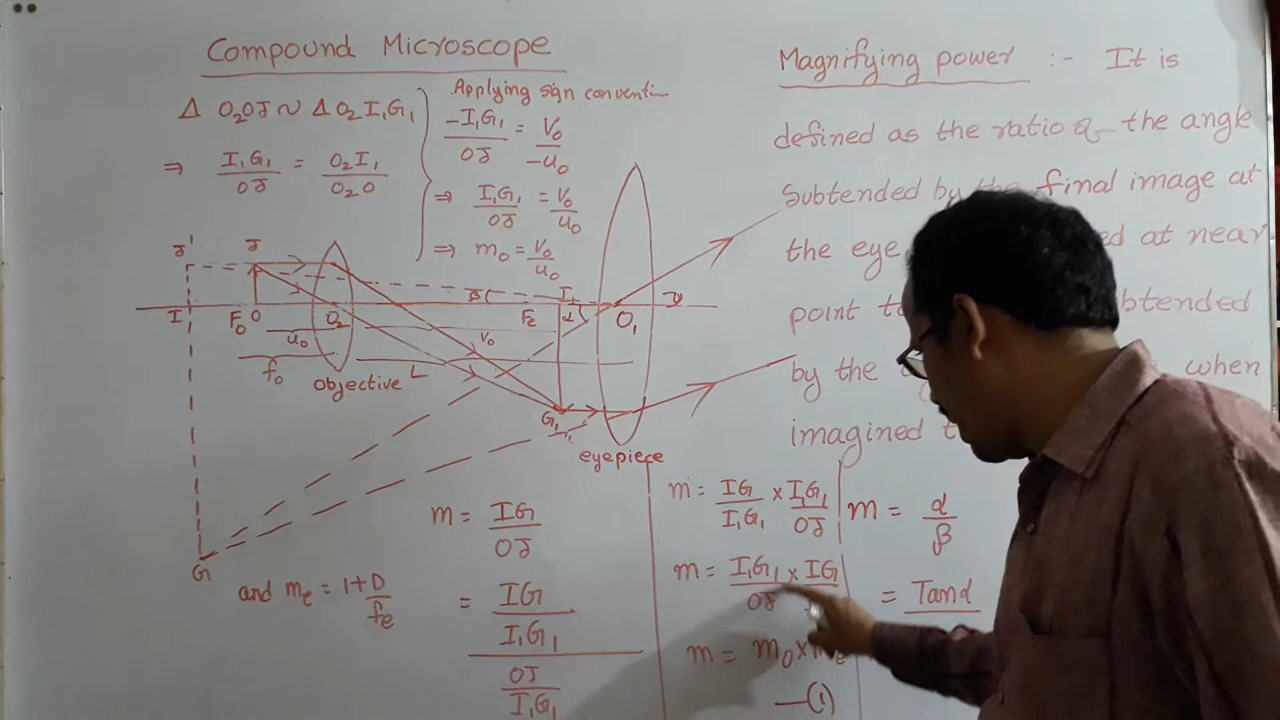 Compound Microscope
Δ O₂OJ ~ Δ O₂I₁G₁
⇒ I₁G₁/OJ = O₂I₁/O₂O
Applying sign conventi
-I₁G₁/OJ = V₀/-u₀
⇒ I₁G₁/OJ = V₀/u₀
⇒ m₀ = V₀/u₀
J'
J
I
F₀
O
O₂
u₀
f₀
objective
L
V₀
β
Fe
I₁
α
O₁
G₁
eyepiece
G
and me = 1+D/fe
m = IG/OJ
= IG/I₁G₁
OJ/I₁G₁
m = IG/I₁G₁ × I₁G₁/OJ
m = I₁G₁/OJ × IG
m = m₀ × me
—(1)
m = α/β
= Tanα
Magnifying power :- It is
defined as the ratio of the angle
Subtended by the final image at
the eye at near
point
by the when
imagined